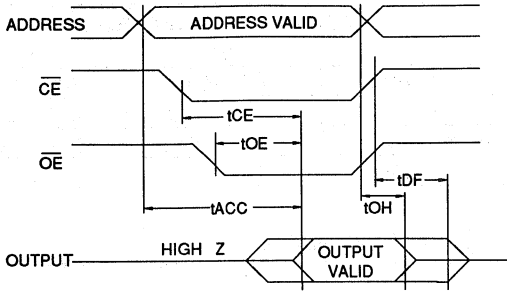 ADDRESS
ADDRESS VALID
CE
tCE
tOE
OE
tDF
tACC
tOH
HIGH Z
OUTPUT
OUTPUT
VALID